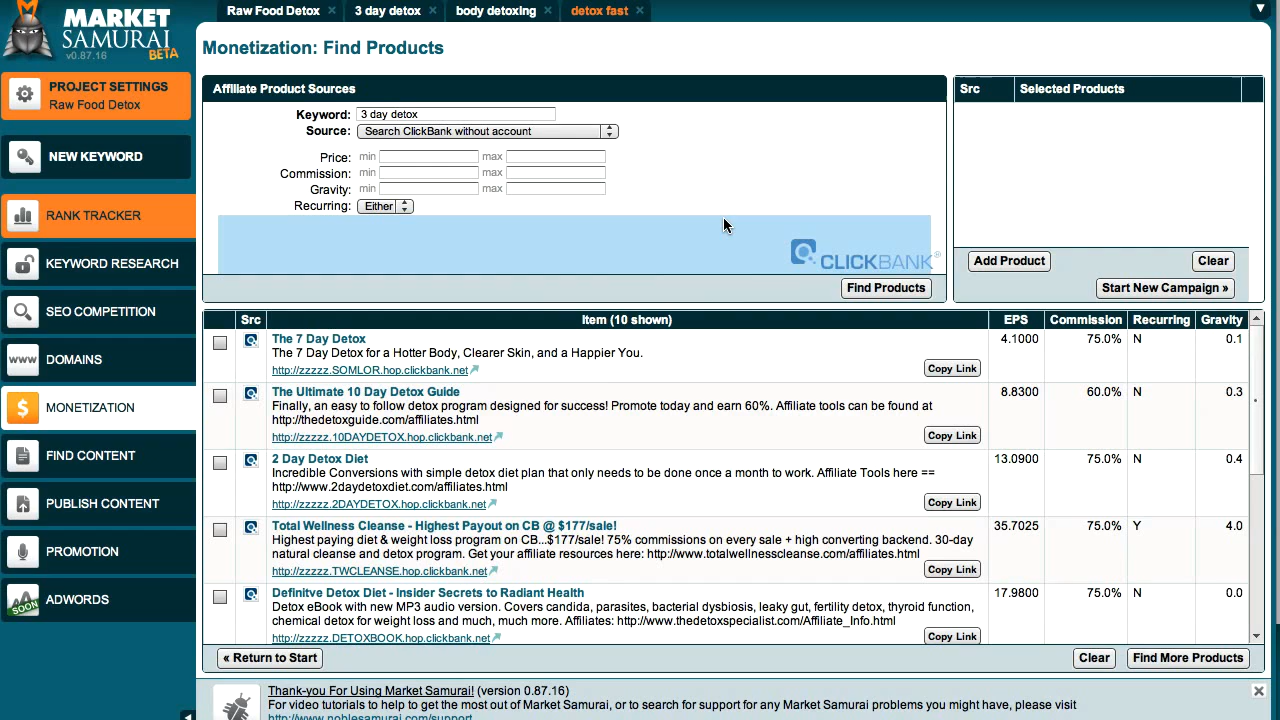 MARKET
SAMURAI
v0.87.16
BETA
Raw Food Detox
3 day detox
body detoxing
detox fast
PROJECT SETTINGS
Raw Food Detox
NEW KEYWORD
RANK TRACKER
KEYWORD RESEARCH
SEO COMPETITION
www DOMAINS
$ MONETIZATION
FIND CONTENT
PUBLISH CONTENT
PROMOTION
SOON ADWORDS
Monetization: Find Products
Affiliate Product Sources
Keyword: 3 day detox
Source: Search ClickBank without account
Price: min max
Commission: min max
Gravity: min max
Recurring: Either
CLICKBANK®
Find Products
Src Selected Products
Add Product Clear
Start New Campaign »
Src Item (10 shown) EPS Commission Recurring Gravity
The 7 Day Detox 4.1000 75.0% N 0.1
The 7 Day Detox for a Hotter Body, Clearer Skin, and a Happier You.
http://zzzzz.SOMLOR.hop.clickbank.net Copy Link
The Ultimate 10 Day Detox Guide 8.8300 60.0% N 0.3
Finally, an easy to follow detox program designed for success! Promote today and earn 60%. Affiliate tools can be found at
http://thedetoxguide.com/affiliates.html
http://zzzzz.10DAYDETOX.hop.clickbank.net Copy Link
2 Day Detox Diet 13.0900 75.0% N 0.4
Incredible Conversions with simple detox diet plan that only needs to be done once a month to work. Affiliate Tools here ==
http://www.2daydetoxdiet.com/affiliates.html
http://zzzzz.2DAYDETOX.hop.clickbank.net Copy Link
Total Wellness Cleanse - Highest Payout on CB @ $177/sale! 35.7025 75.0% Y 4.0
Highest paying diet & weight loss program on CB...$177/sale! 75% commissions on every sale + high converting backend. 30-day
natural cleanse and detox program. Get your affiliate resources here: http://www.totalwellnesscleanse.com/affiliates.html
http://zzzzz.TWCLEANSE.hop.clickbank.net Copy Link
Definitve Detox Diet - Insider Secrets to Radiant Health 17.9800 75.0% N 0.0
Detox eBook with new MP3 audio version. Covers candida, parasites, bacterial dysbisis, leaky gut, fertility detox, thyroid function,
chemical detox for weight loss and much, much more. Affiliates: http://www.thedetoxspecialist.com/Affiliate_Info.html
http://zzzzz.DETOXBOOK.hop.clickbank.net Copy Link
« Return to Start Clear Find More Products
Thank-you For Using Market Samurai! (version 0.87.16)
For video tutorials to help to get the most out of Market Samurai, or to search for support for any Market Samurai problems you might have, please visit
http://www.noblesamurai.com/support